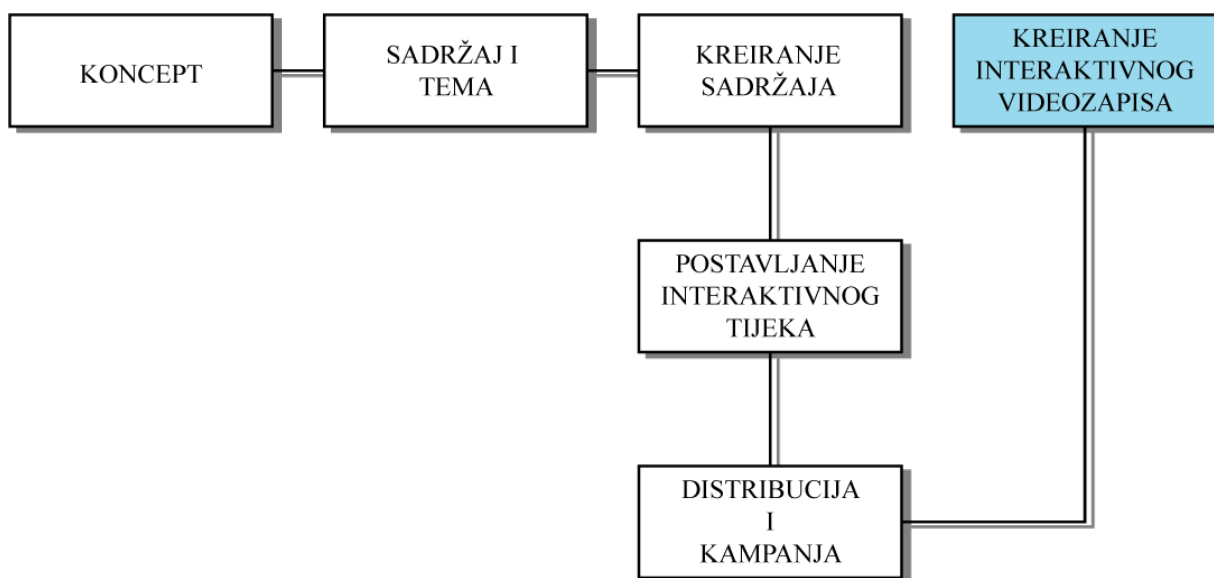 KONCEPT
SADRŽAJ I
TEMA
KREIRANJE
SADRŽAJA
KREIRANJE
INTERAKTIVNOG
VIDEOZAPISA
POSTAVLJANJE
INTERAKTIVNOG
TIJEKA
DISTRIBUCIJA
I
KAMPANJA